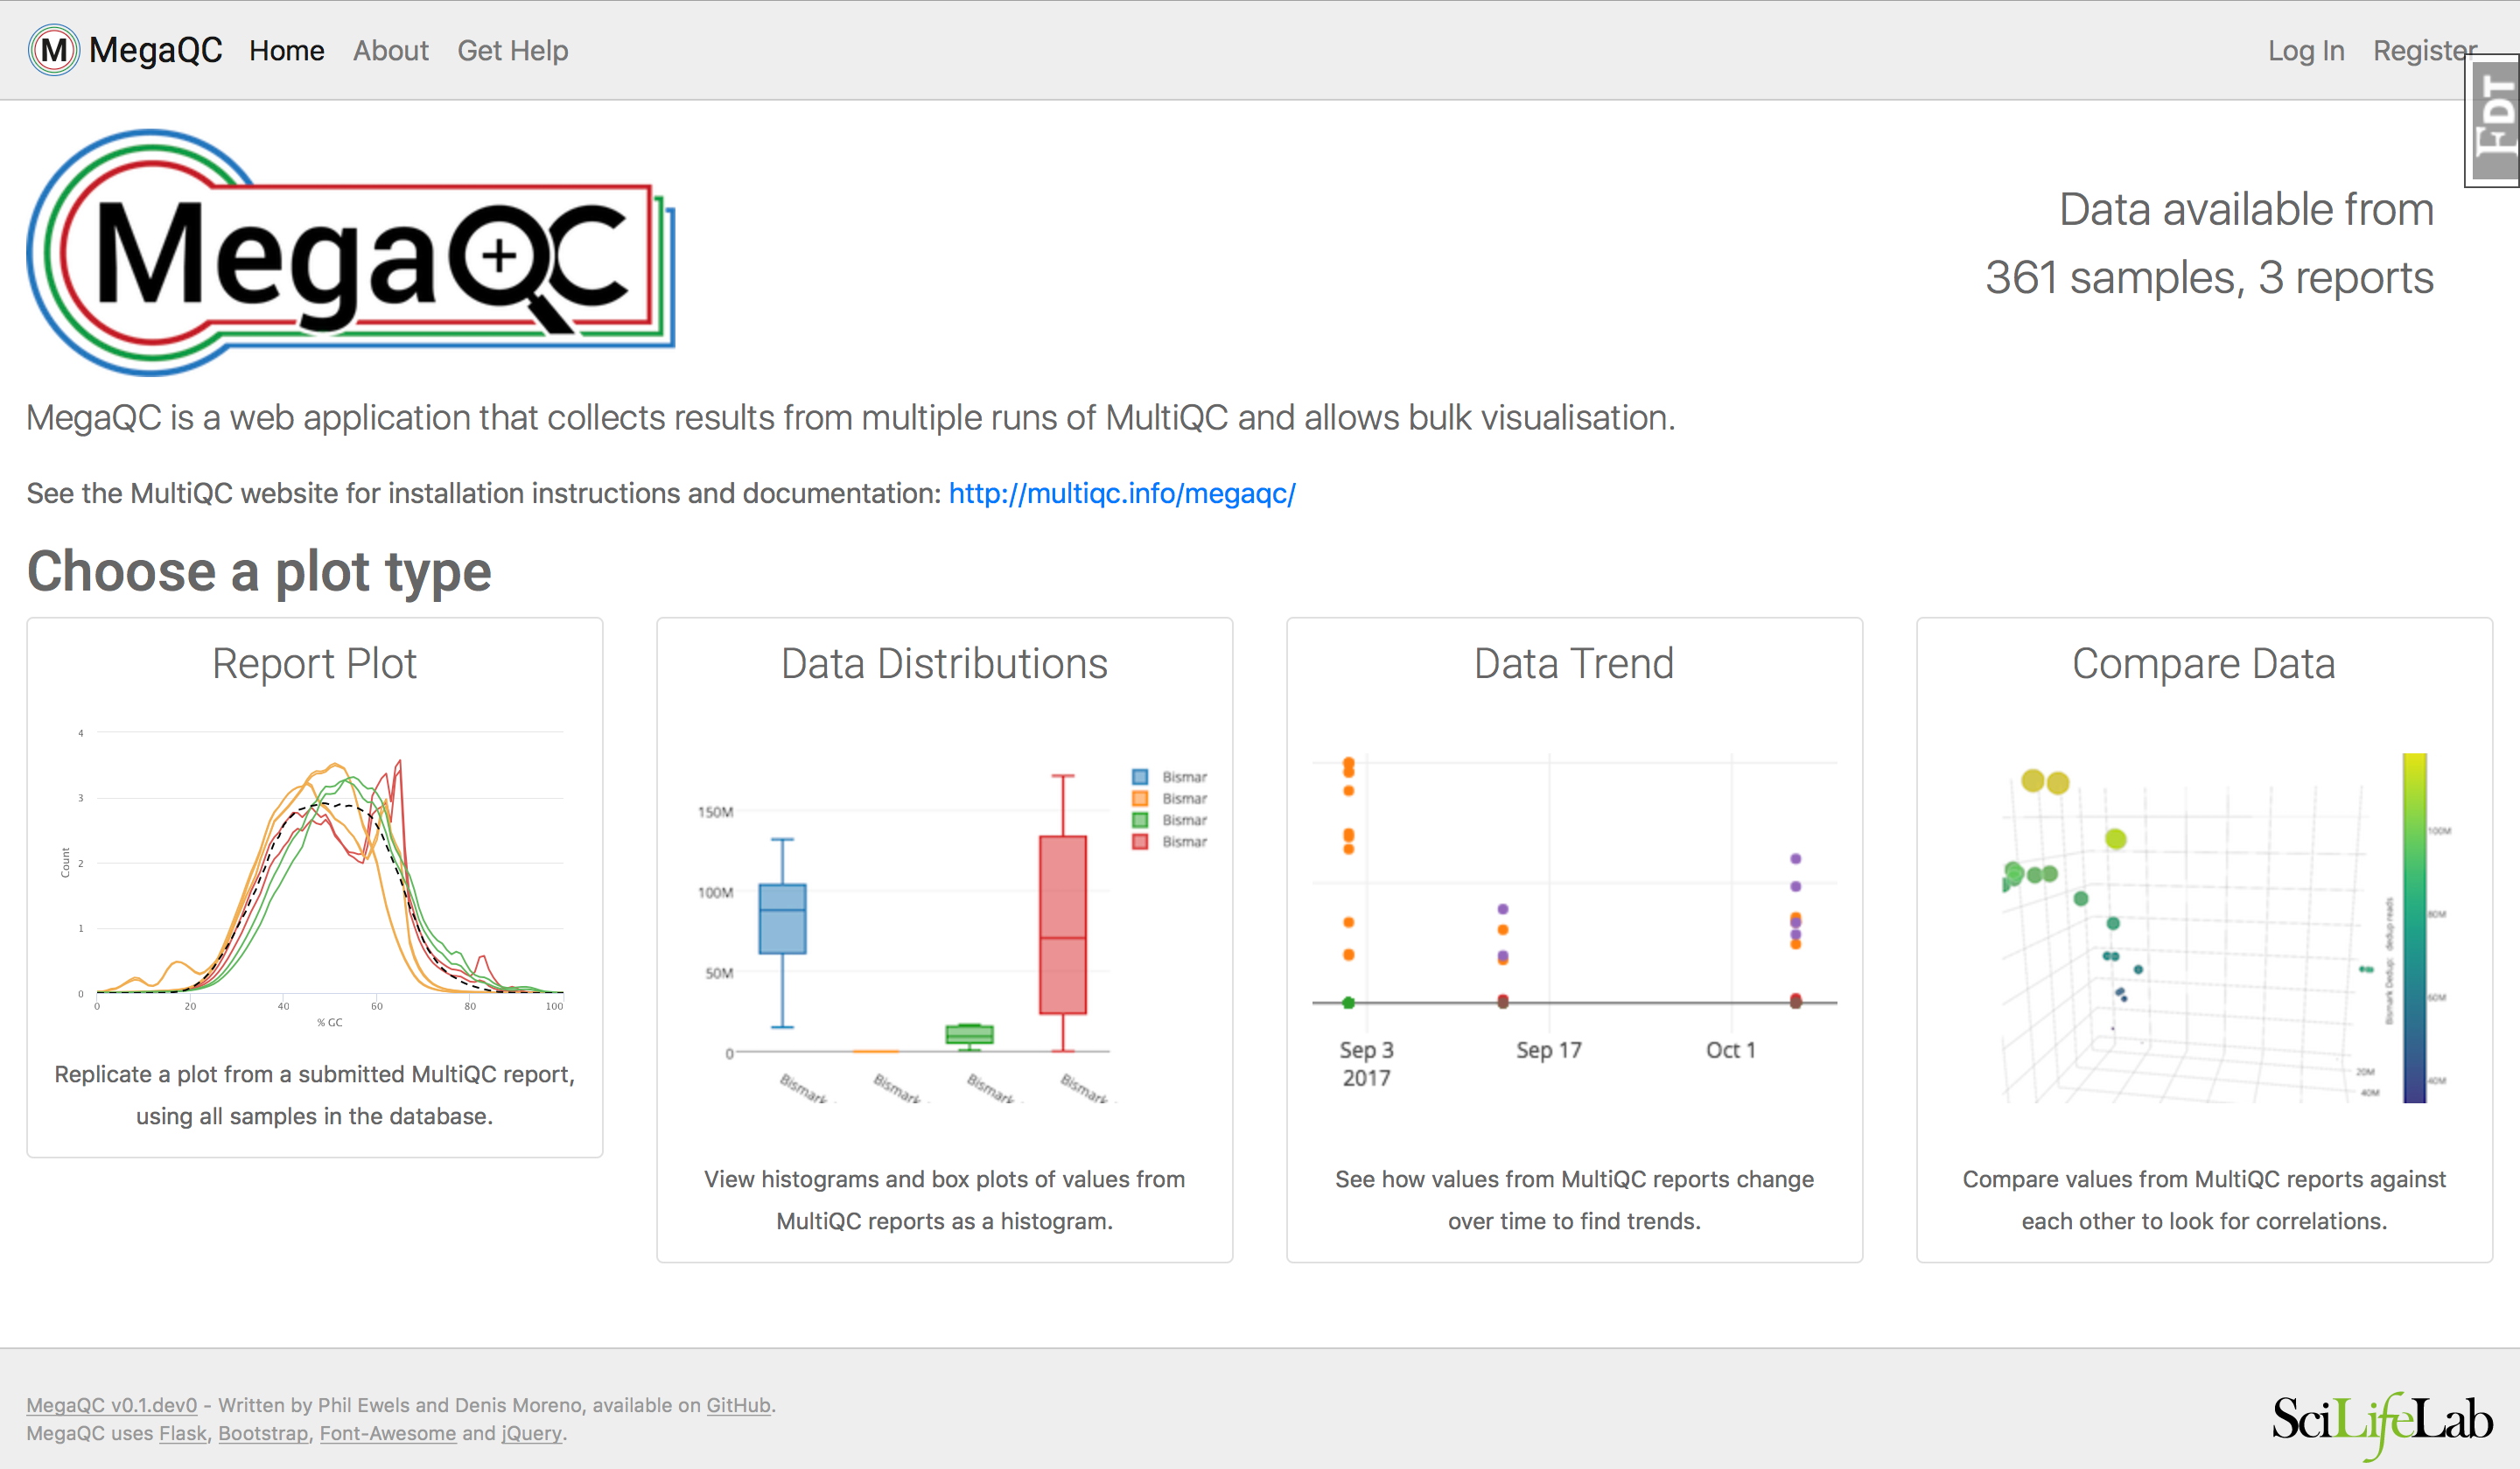 M MegaQC Home About Get Help Log In Register
FDT
MegaQC
Data available from
361 samples, 3 reports
MegaQC is a web application that collects results from multiple runs of MultiQC and allows bulk visualisation.
See the MultiQC website for installation instructions and documentation: http://multiqc.info/megaqc/
Choose a plot type
Report Plot
4
3
2
1
0
Count
0 20 40 60 80 100
% GC
Replicate a plot from a submitted MultiQC report,
using all samples in the database.
Data Distributions
Bismar
Bismar
Bismar
Bismar
150M
100M
50M
0
Bismark Bismark Bismark Bismark
View histograms and box plots of values from
MultiQC reports as a histogram.
Data Trend
Sep 3 Sep 17 Oct 1
2017
See how values from MultiQC reports change
over time to find trends.
Compare Data
100M
80M
60M
40M
Bismark Dedup: dedup reads
20M
40M
Compare values from MultiQC reports against
each other to look for correlations.
MegaQC v0.1.dev0 - Written by Phil Ewels and Denis Moreno, available on GitHub.
MegaQC uses Flask, Bootstrap, Font-Awesome and jQuery.
SciLifeLab